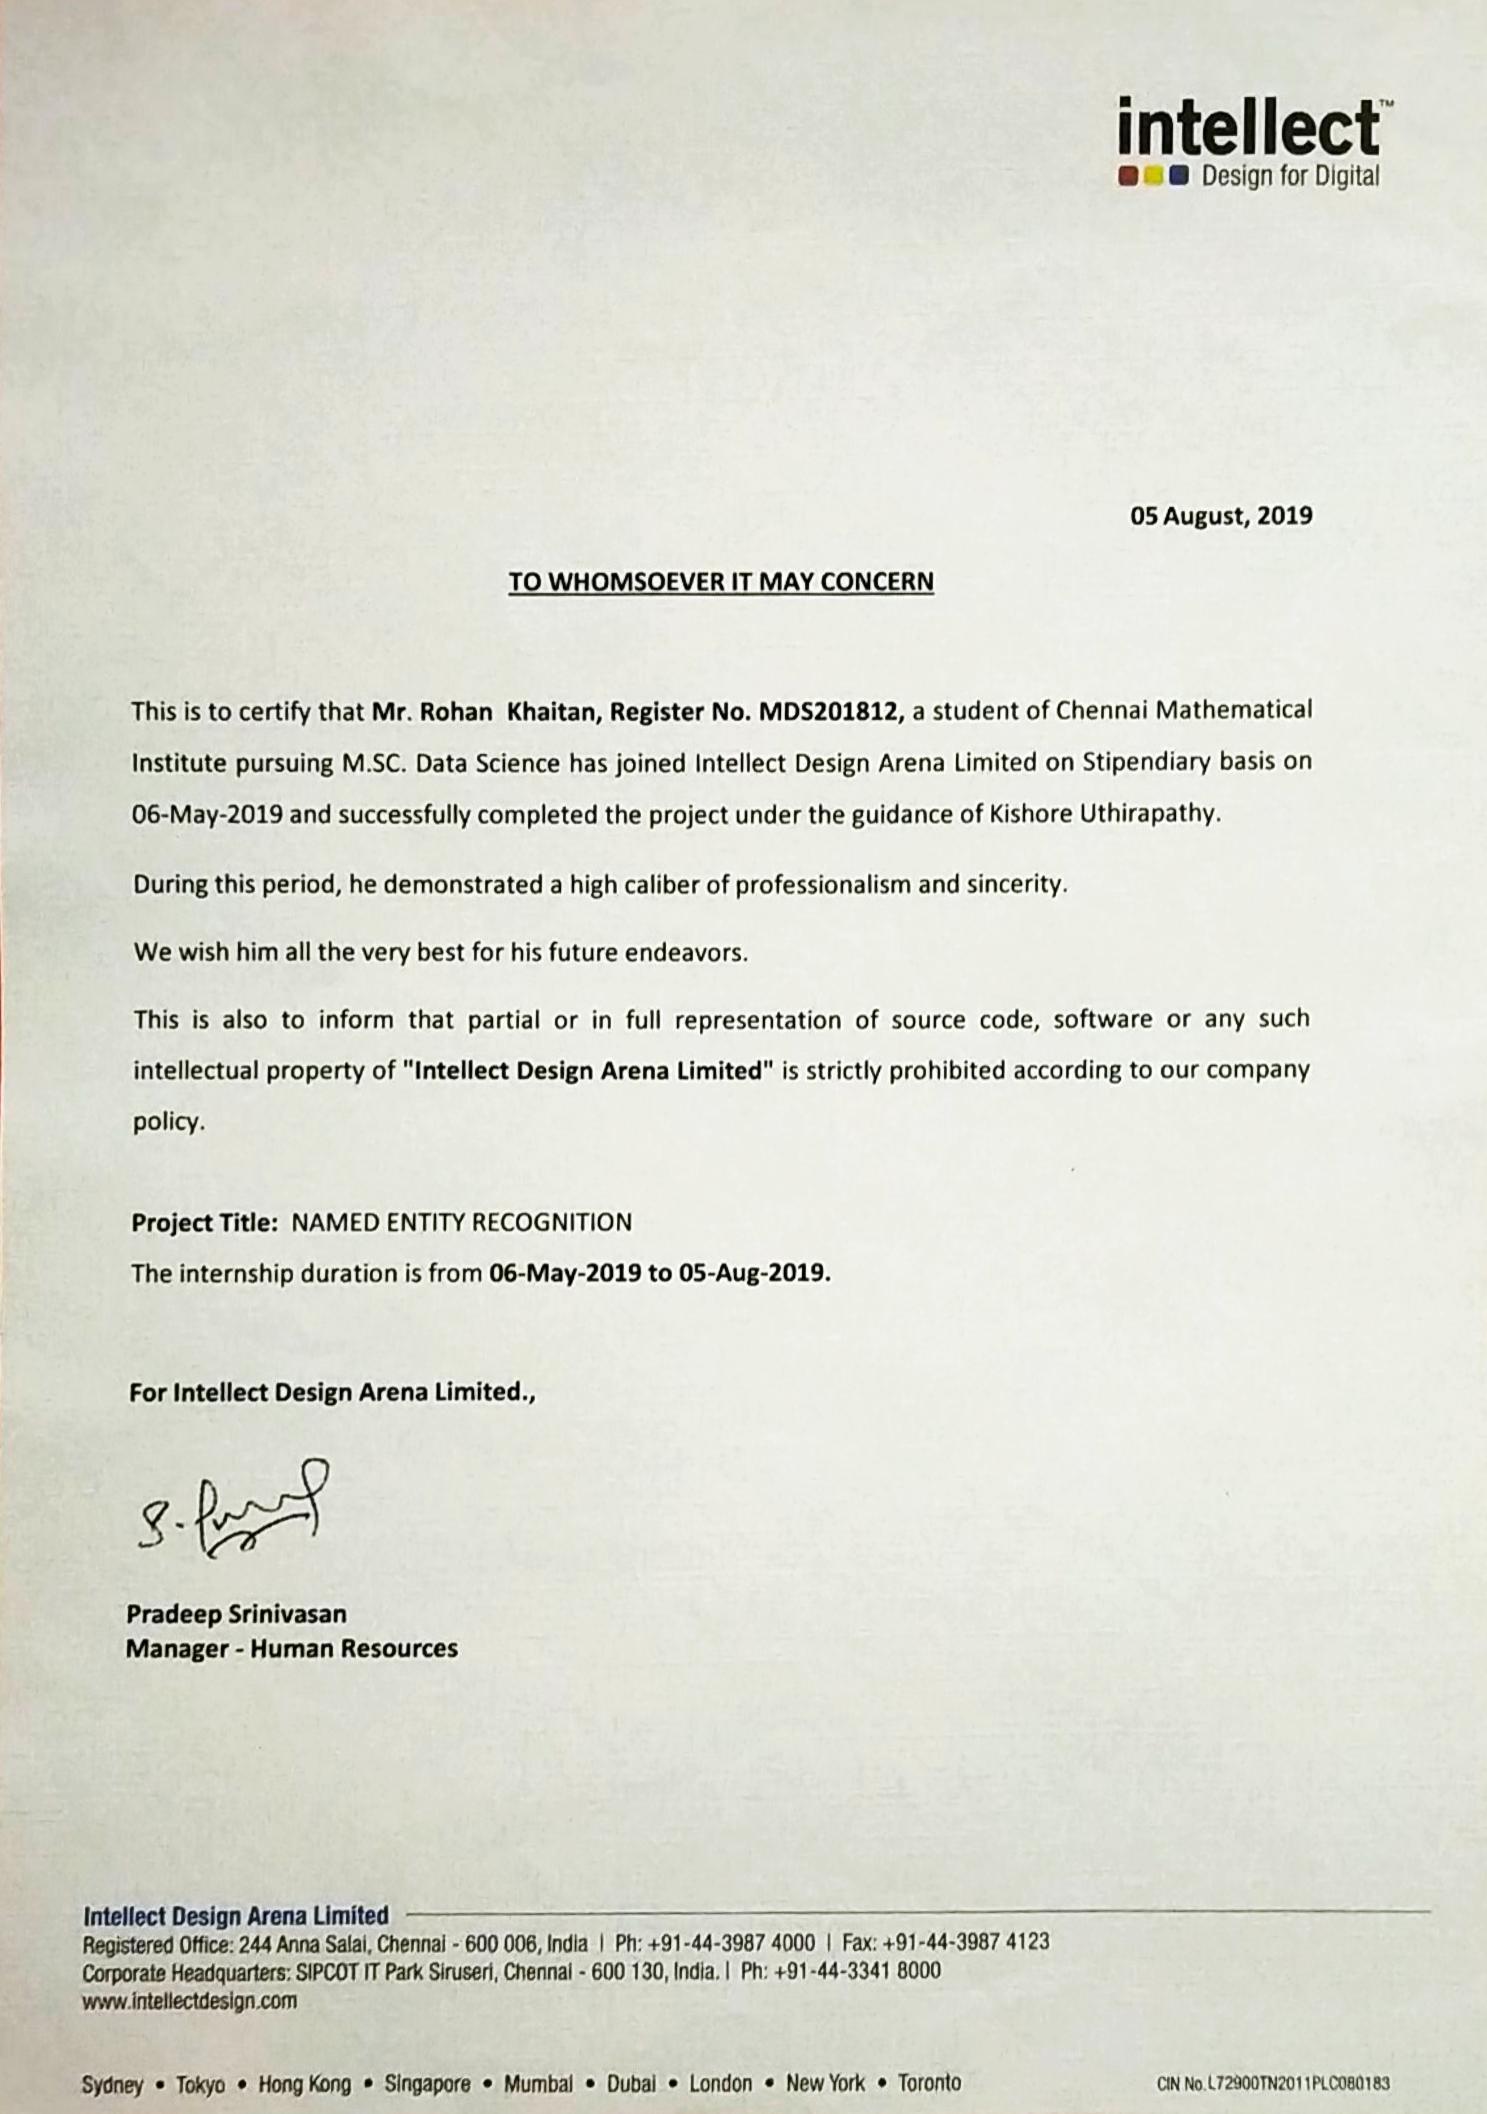 intellect™
Design for Digital
05 August, 2019
TO WHOMSOEVER IT MAY CONCERN
This is to certify that Mr. Rohan Khaitan, Register No. MDS201812, a student of Chennai Mathematical
Institute pursuing M.SC. Data Science has joined Intellect Design Arena Limited on Stipendiary basis on
06-May-2019 and successfully completed the project under the guidance of Kishore Uthirapathy.
During this period, he demonstrated a high caliber of professionalism and sincerity.
We wish him all the very best for his future endeavors.
This is also to inform that partial or in full representation of source code, software or any such
intellectual property of "Intellect Design Arena Limited" is strictly prohibited according to our company
policy.
Project Title: NAMED ENTITY RECOGNITION
The internship duration is from 06-May-2019 to 05-Aug-2019.
For Intellect Design Arena Limited.,
Pradeep Srinivasan
Manager - Human Resources
Intellect Design Arena Limited
Registered Office: 244 Anna Salai, Chennai - 600 006, India | Ph: +91-44-3987 4000 | Fax: +91-44-3987 4123
Corporate Headquarters: SIPCOT IT Park Siruseri, Chennai - 600 130, India. | Ph: +91-44-3341 8000
www.intellectdesign.com
Sydney • Tokyo • Hong Kong • Singapore • Mumbai • Dubai • London • New York • Toronto
CIN No.L72900TN2011PLC080183